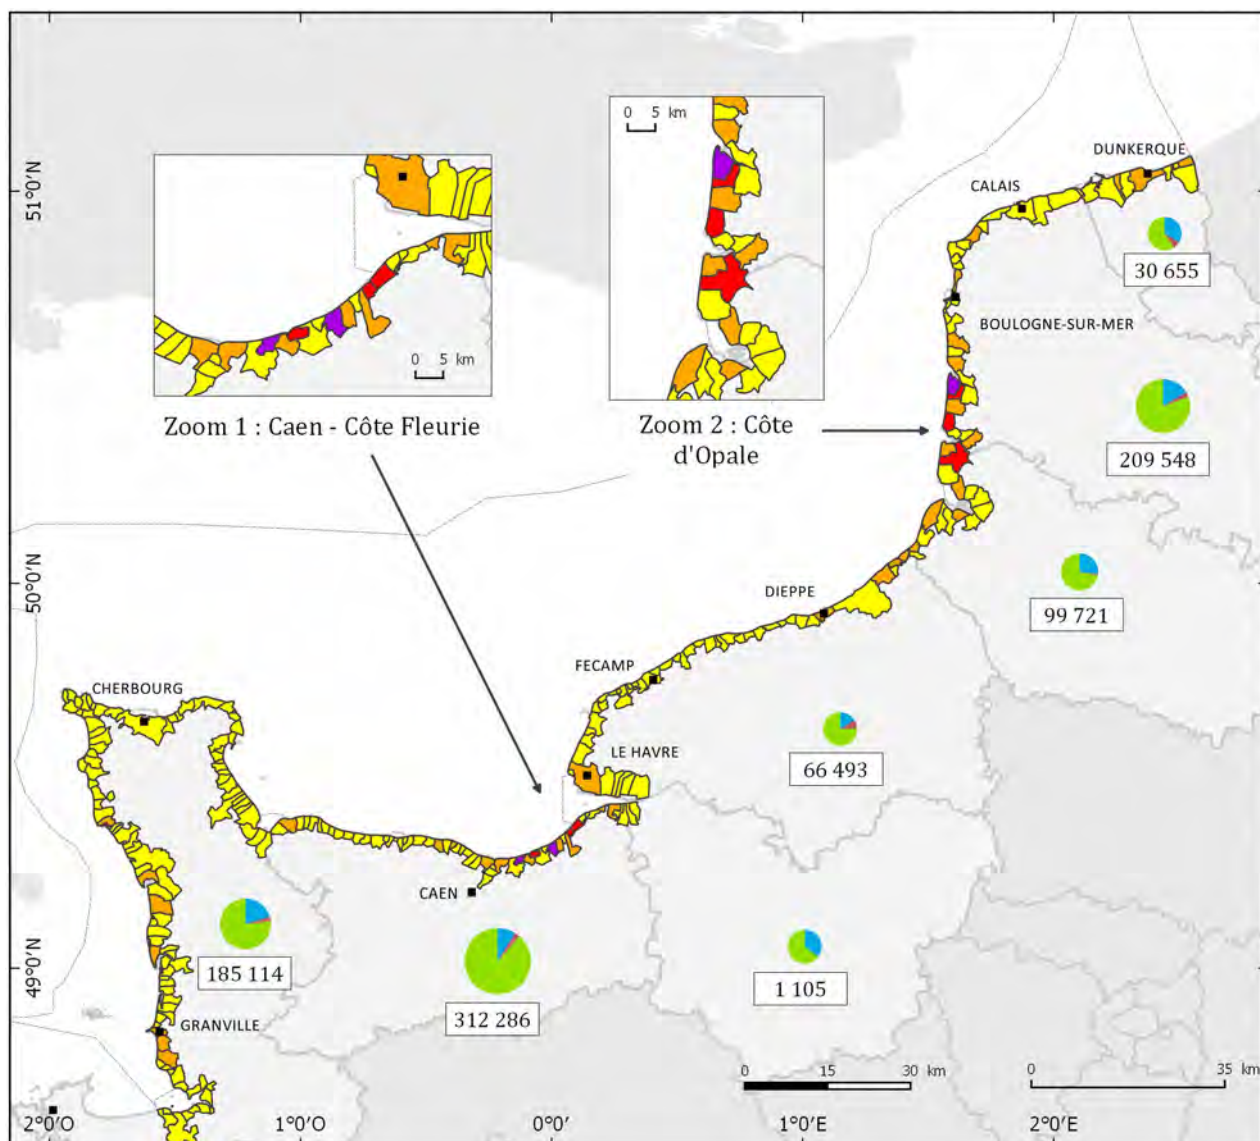 0 5 km
DUNKERQUE
CALAIS
51°0'N
30 655
BOULOGNE-SUR-MER
0 5 km
Zoom 1 : Caen - Côte Fleurie
Zoom 2 : Côte
d'Opale
209 548
50°0'N
DIEPPE
99 721
FECAMP
CHERBOURG
LE HAVRE
66 493
CAEN
49°0'N
185 114
312 286
1 105
GRANVILLE
0 15 30 km
0 35 km
2°0'O
1°0'O
0°0'
1°0'E
2°0'E